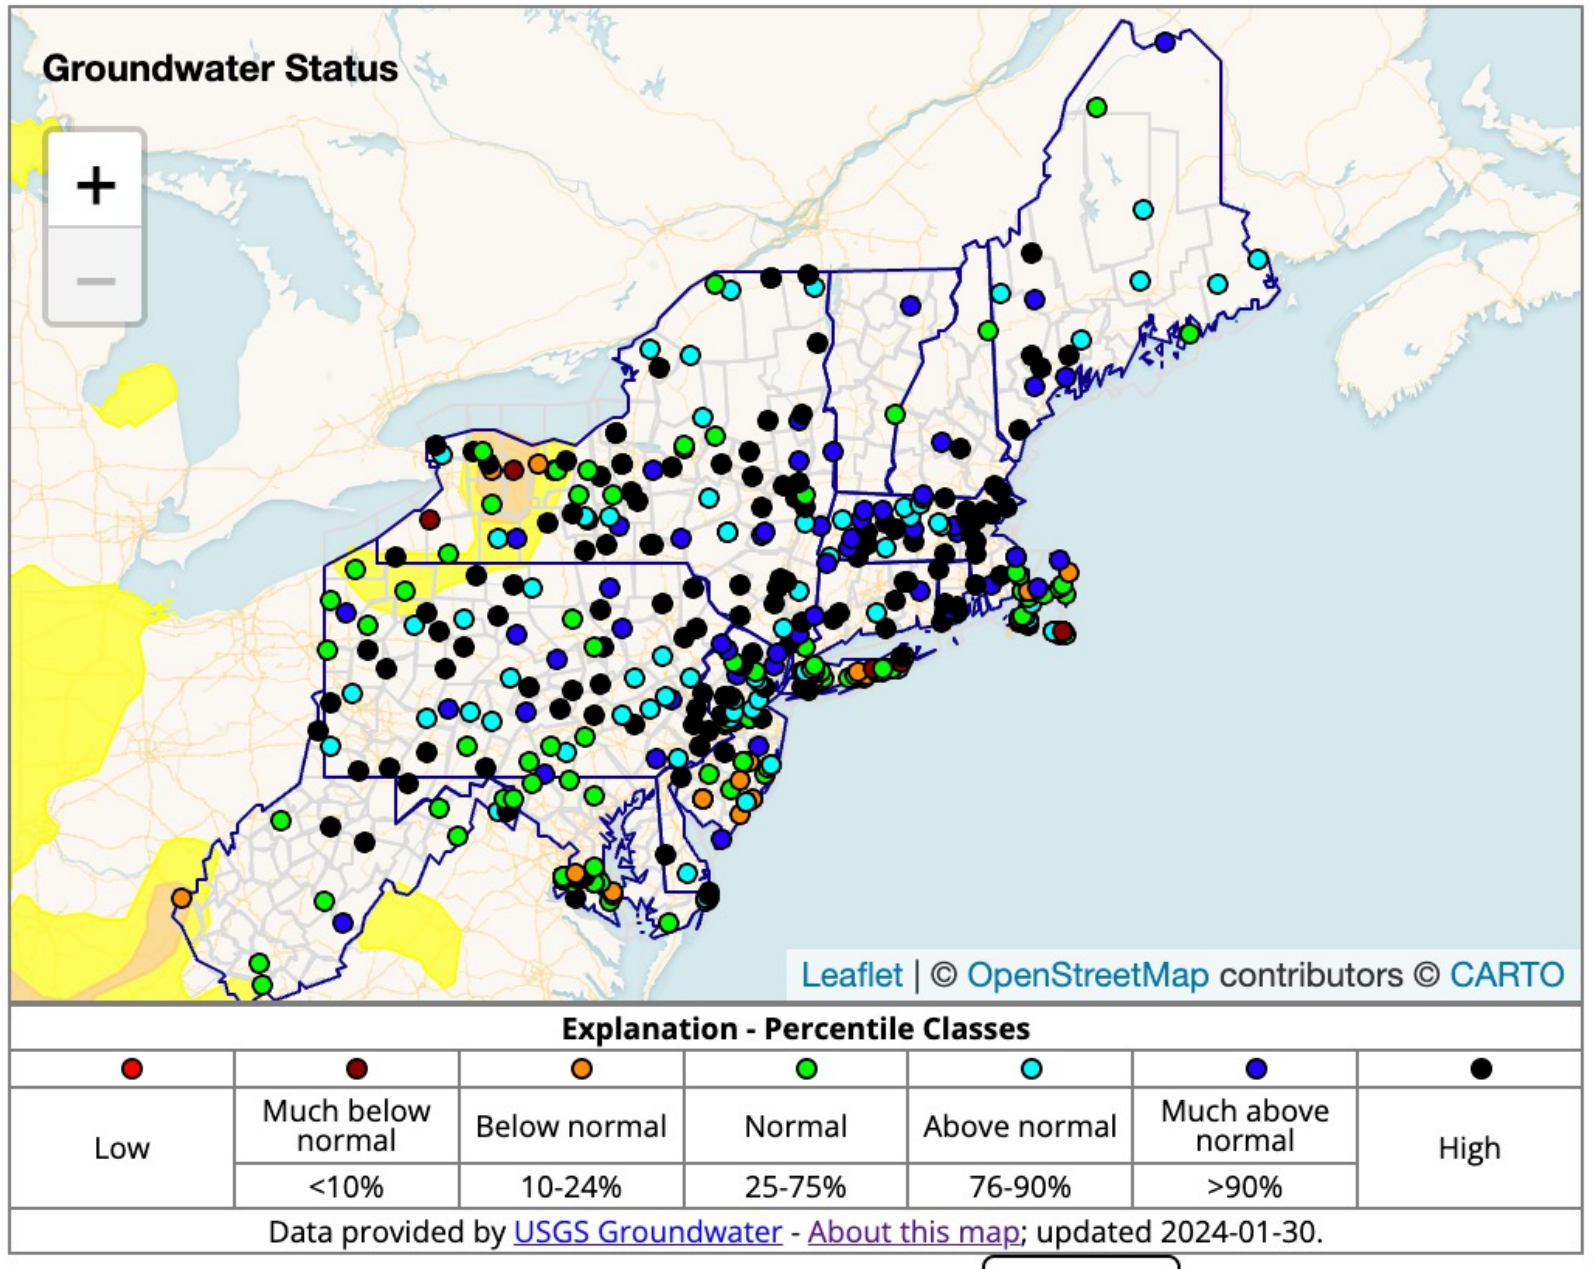 Groundwater Status
+
−
Leaflet | © OpenStreetMap contributors © CARTO
Explanation - Percentile Classes
Low
Much below normal
Below normal
Normal
Above normal
Much above normal
High
<10%
10-24%
25-75%
76-90%
>90%
Data provided by USGS Groundwater - About this map; updated 2024-01-30.